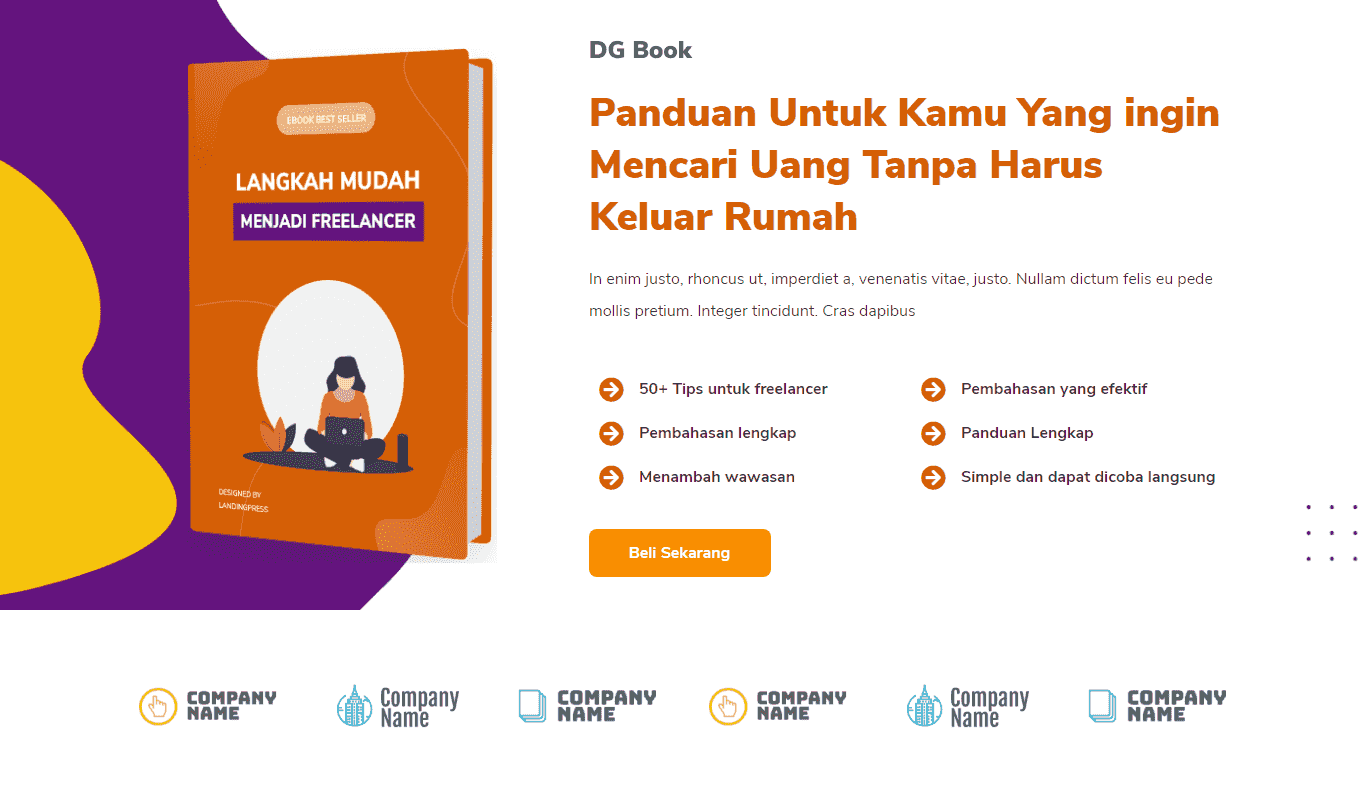 EBOOK BEST SELLER
LANGKAH MUDAH
MENJADI FREELANCER
DESIGNED BY
LANDINGPRESS
DG Book
Panduan Untuk Kamu Yang ingin
Mencari Uang Tanpa Harus
Keluar Rumah
In enim justo, rhoncus ut, imperdiet a, venenatis vitae, justo. Nullam dictum felis eu pede
mollis pretium. Integer tincidunt. Cras dapibus
50+ Tips untuk freelancer
Pembahasan yang efektif
Pembahasan lengkap
Panduan Lengkap
Menambah wawasan
Simple dan dapat dicoba langsung
Beli Sekarang
COMPANY
NAME
Company
Name
COMPANY
NAME
COMPANY
NAME
Company
Name
COMPANY
NAME